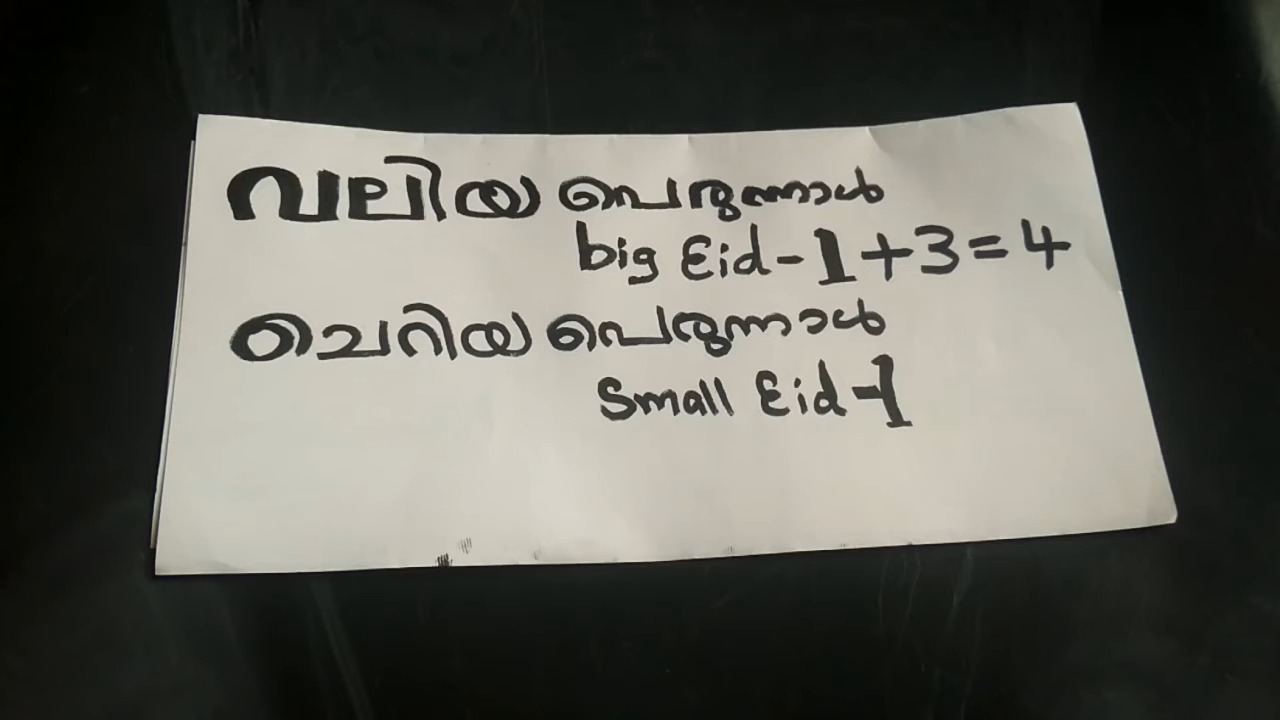 വലിയ പെരുന്നാൾ
big Eid - 1 + 3 = 4
ചെറിയ പെരുന്നാൾ
Small Eid - 1